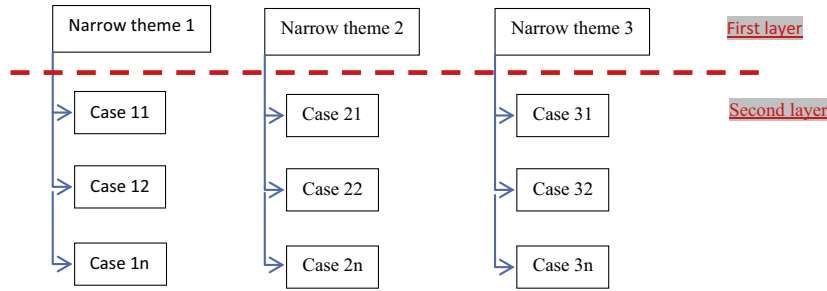 Narrow theme 1
Narrow theme 2
Narrow theme 3
First layer
Case 11
Case 21
Case 31
Second layer
Case 12
Case 22
Case 32
Case 1n
Case 2n
Case 3n